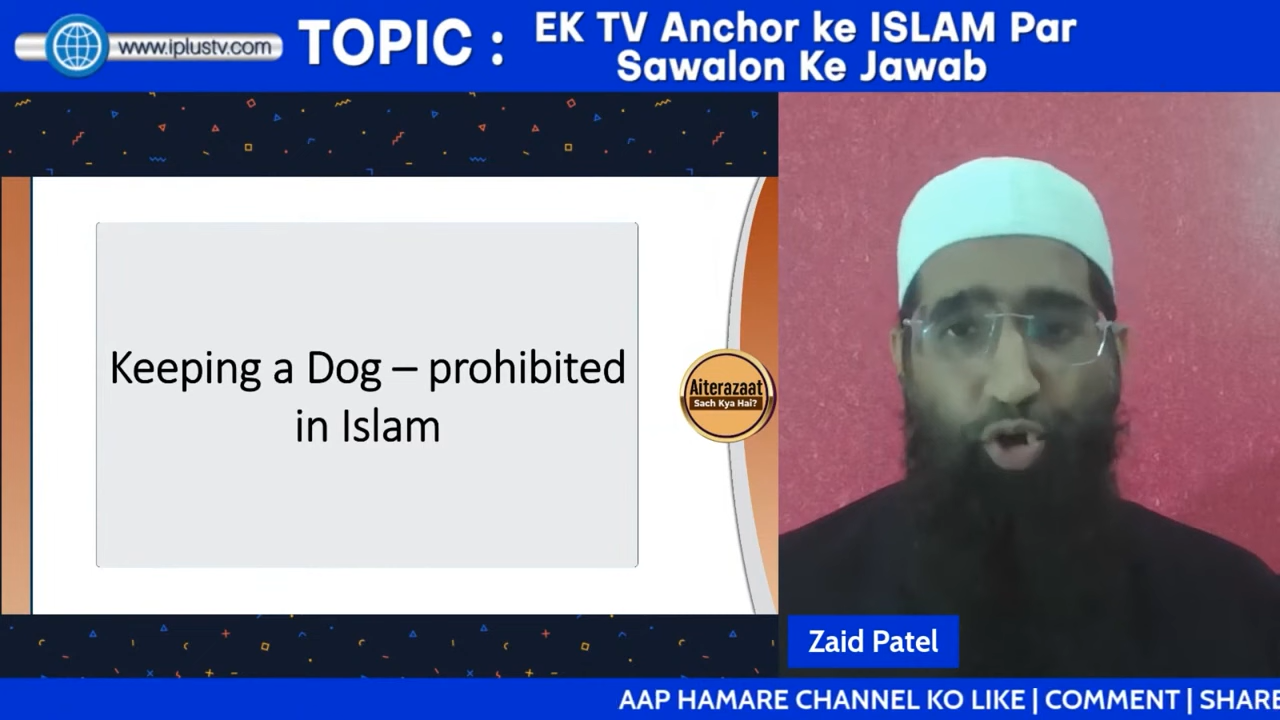 www.iplustv.com
TOPIC :
EK TV Anchor ke ISLAM Par
Sawalon Ke Jawab
Keeping a Dog – prohibited
in Islam
Aiterazaat
Sach Kya Hai?
Zaid Patel
AAP HAMARE CHANNEL KO LIKE | COMMENT | SHARE